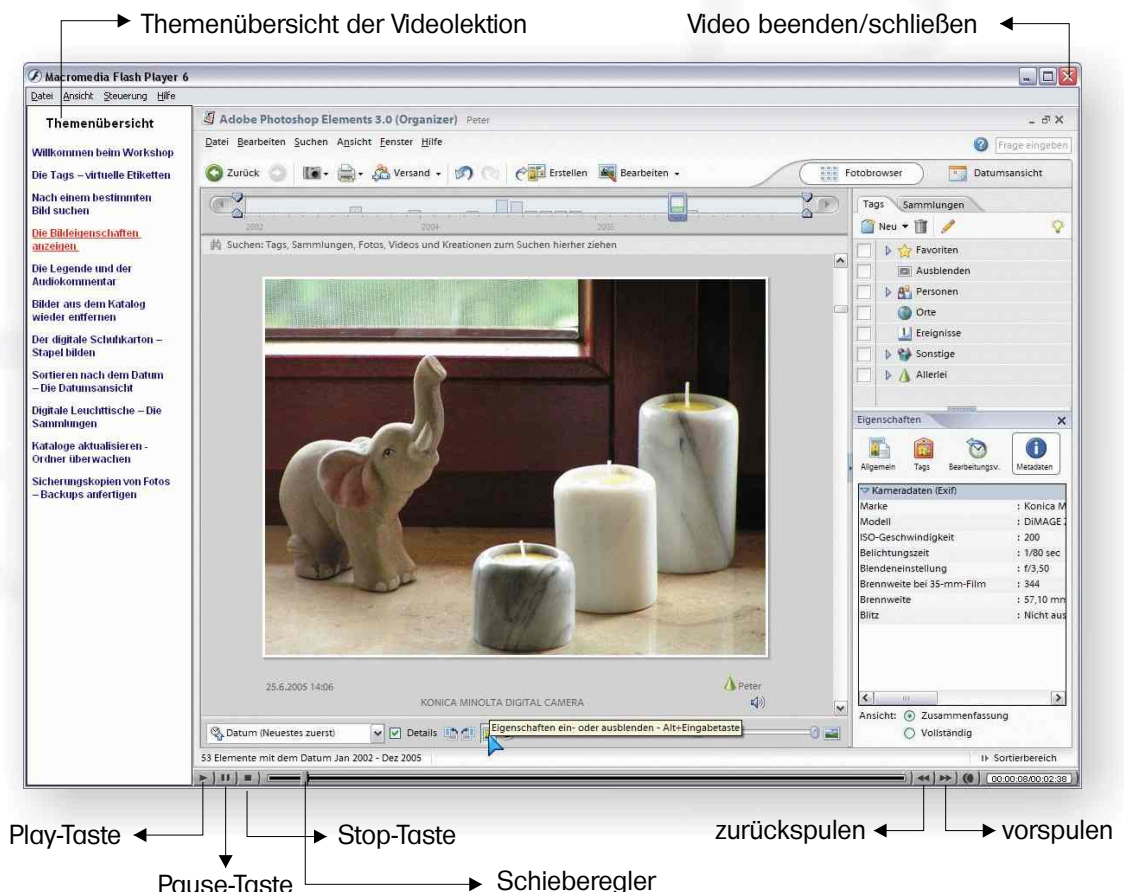 Themenübersicht der Videolektion
Video beenden/schließen
Macromedia Flash Player 6
Datei Ansicht Steuerung Hilfe
Themenübersicht
Willkommen beim Workshop
Die Tags – virtuelle Etiketten
Nach einem bestimmten
Bild suchen
Die Bildeigenschaften
anzeigen
Die Legende und der
Audiokommentar
Bilder aus dem Katalog
wieder entfernen
Der digitale Schuhkarton –
Stapel bilden
Sortieren nach dem Datum
– Die Datumsansicht
Digitale Leuchttische – Die
Sammlungen
Kataloge aktualisieren -
Ordner überwachen
Sicherungskopien von Fotos
– Backups anfertigen
Adobe Photoshop Elements 3.0 (Organizer) Peter
Datei Bearbeiten Suchen Ansicht Fenster Hilfe
Frage eingeben
Zurück
Versand
Erstellen
Bearbeiten
Fotobrowser
Datumsansicht
2002
2004
2005
Suchen: Tags, Sammlungen, Fotos, Videos und Kreationen zum Suchen hierher ziehen
Tags Sammlungen
Neu
Favoriten
Ausblenden
Personen
Orte
Ereignisse
Sonstige
Allerlei
Eigenschaften
Allgemein Tags Bearbeitungsv. Metadaten
Kameradaten (Exif)
Marke : Konica M
Modell : DiMAGE
ISO-Geschwindigkeit : 200
Belichtungszeit : 1/80 sec
Blendeneinstellung : f/3,50
Brennweite bei 35-mm-Film : 344
Brennweite : 57,10 mm
Blitz : Nicht aus
Ansicht: Zusammenfassung
Vollständig
25.6.2005 14:06
Peter
KONICA MINOLTA DIGITAL CAMERA
Datum (Neuestes zuerst)
Details
Eigenschaften ein- oder ausblenden - Alt+Eingabetaste
53 Elemente mit dem Datum Jan 2002 - Dez 2005
Sortierbereich
00:00:08/00:02:38
Play-Taste
Stop-Taste
zurückspulen
vorspulen
Pause-Taste
Schieberegler